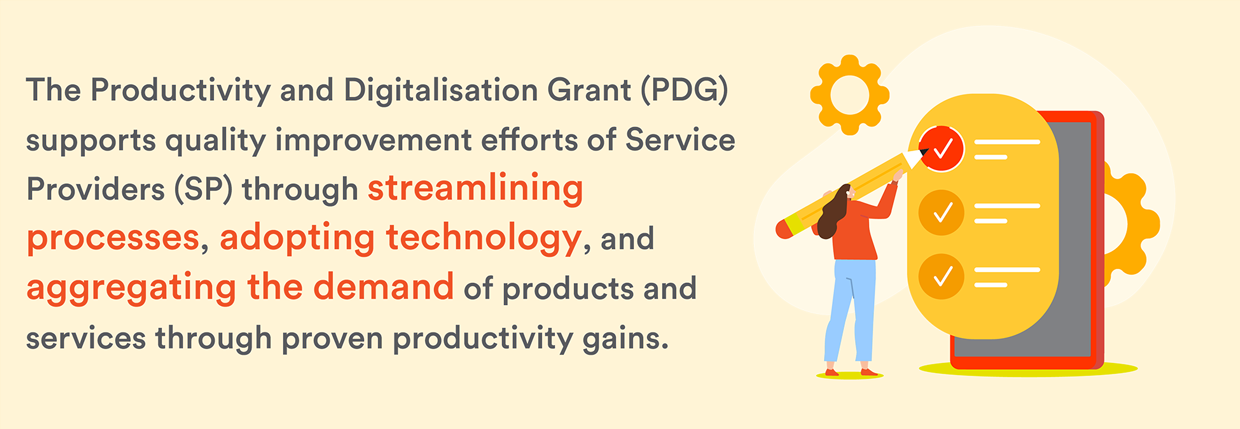 The Productivity and Digitalisation Grant (PDG)
supports quality improvement efforts of Service
Providers (SP) through streamlining
processes, adopting technology, and
aggregating the demand of products and
services through proven productivity gains.